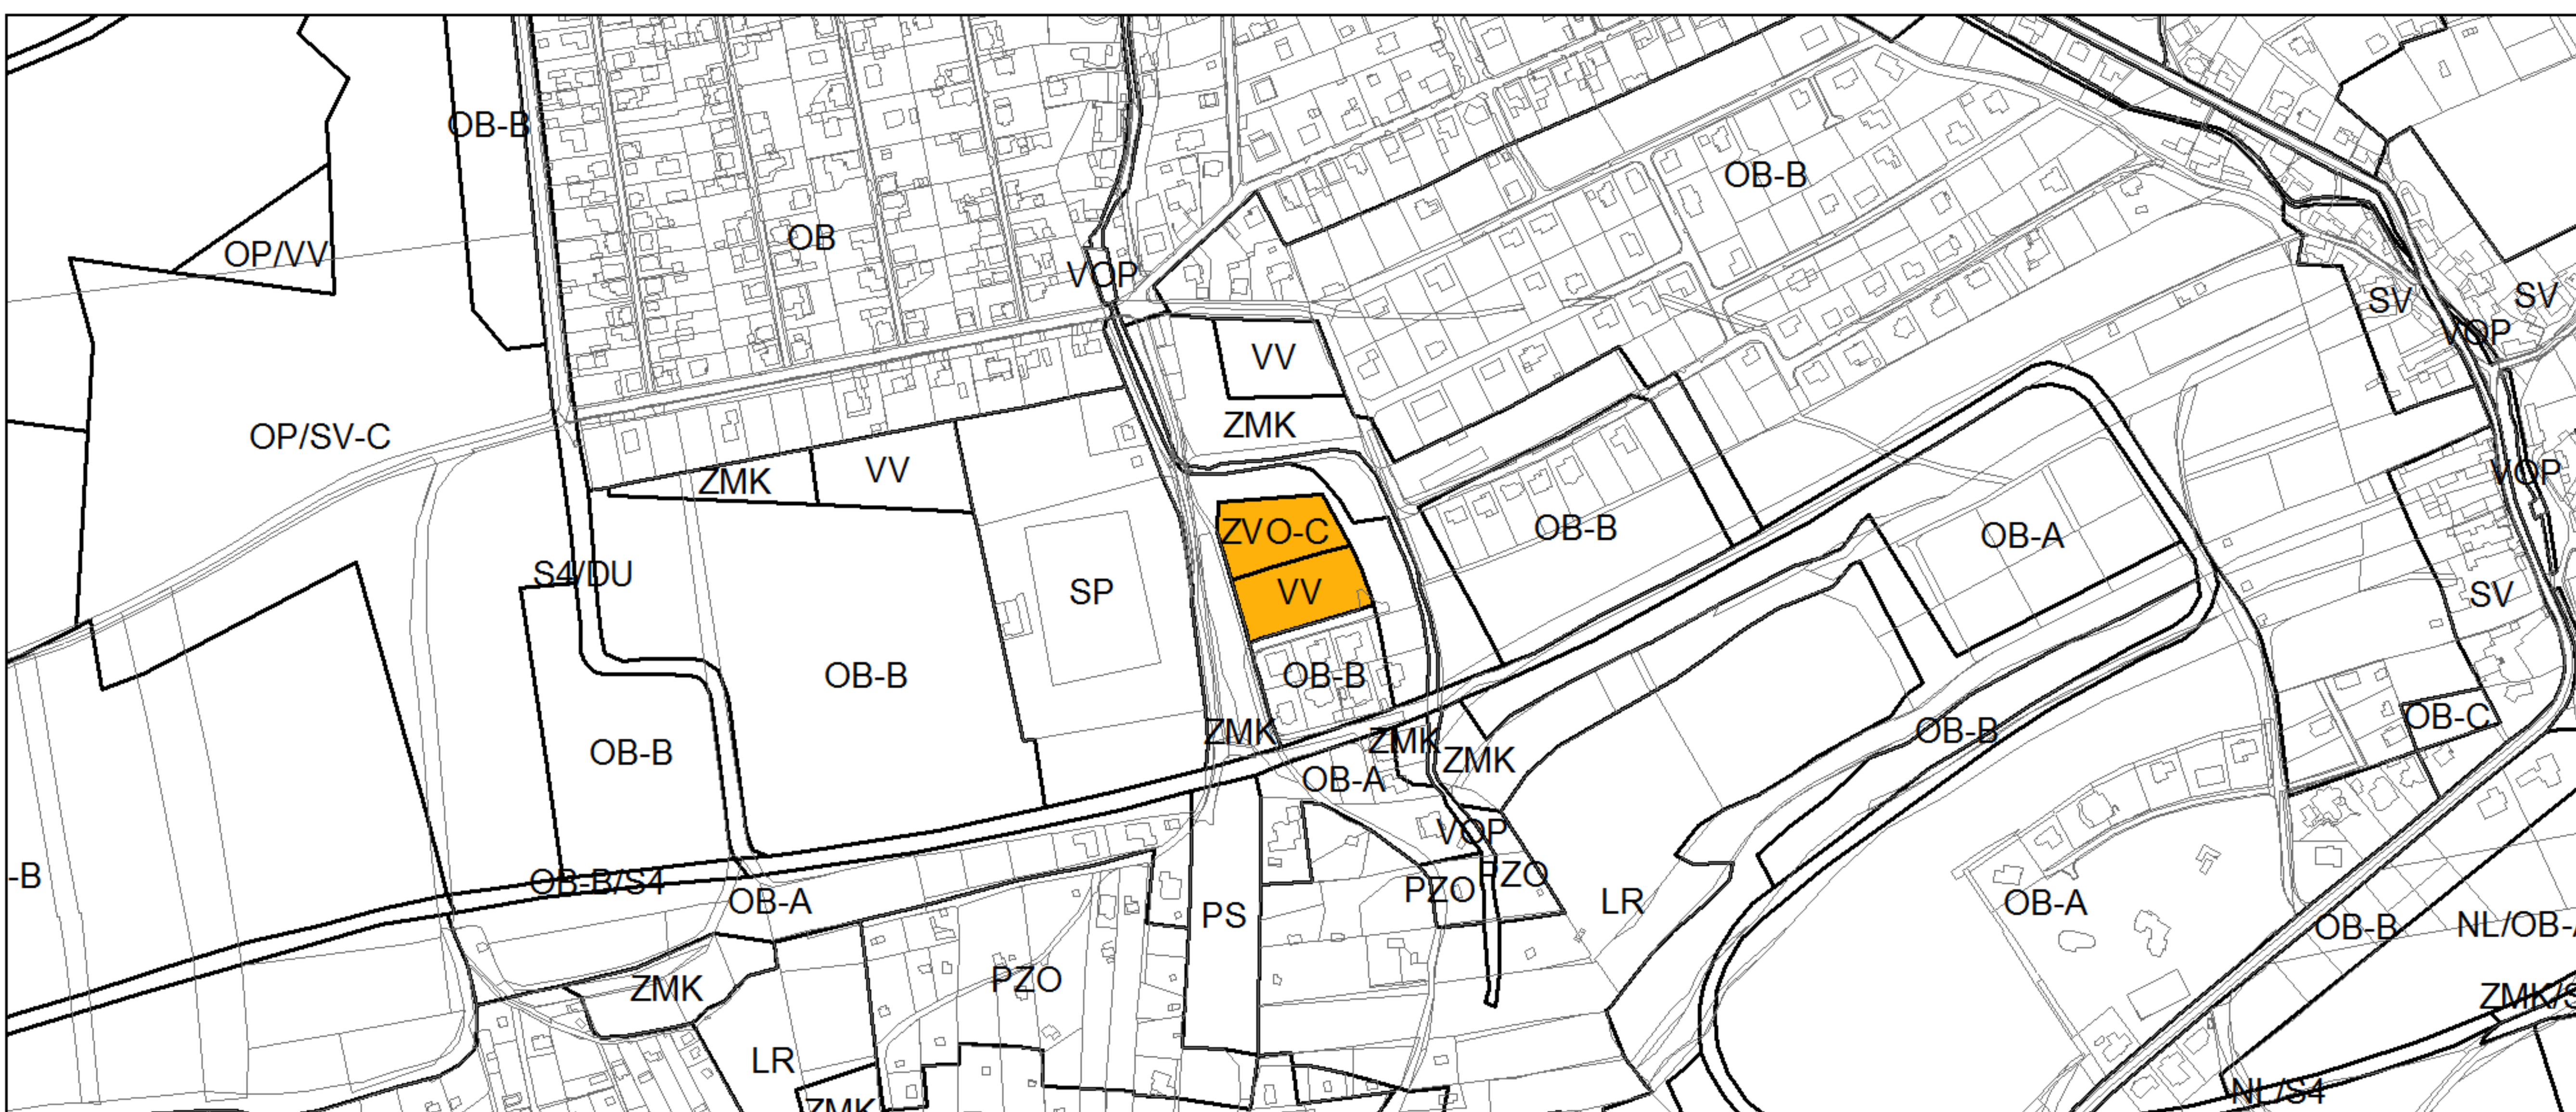 OB-B
OB-B
OP/VV
OB
VOP
SV
SV
VOP
VV
OP/SV-C
ZMK
ZMK
VV
VOP
ZVO-C
OB-B
OB-A
S4/DU
SP
VV
SV
OB-B
OB-B
OB-C
ZMK
ZMK
OB-B
OB-B
ZMK
OB-A
VOP
-B
OB-B/S4
PZO
PZO
OB-A
LR
OB-A
PS
OB-B
NL/OB-A
ZMK
PZO
ZMK/S
LR
NL/S4
ZMK